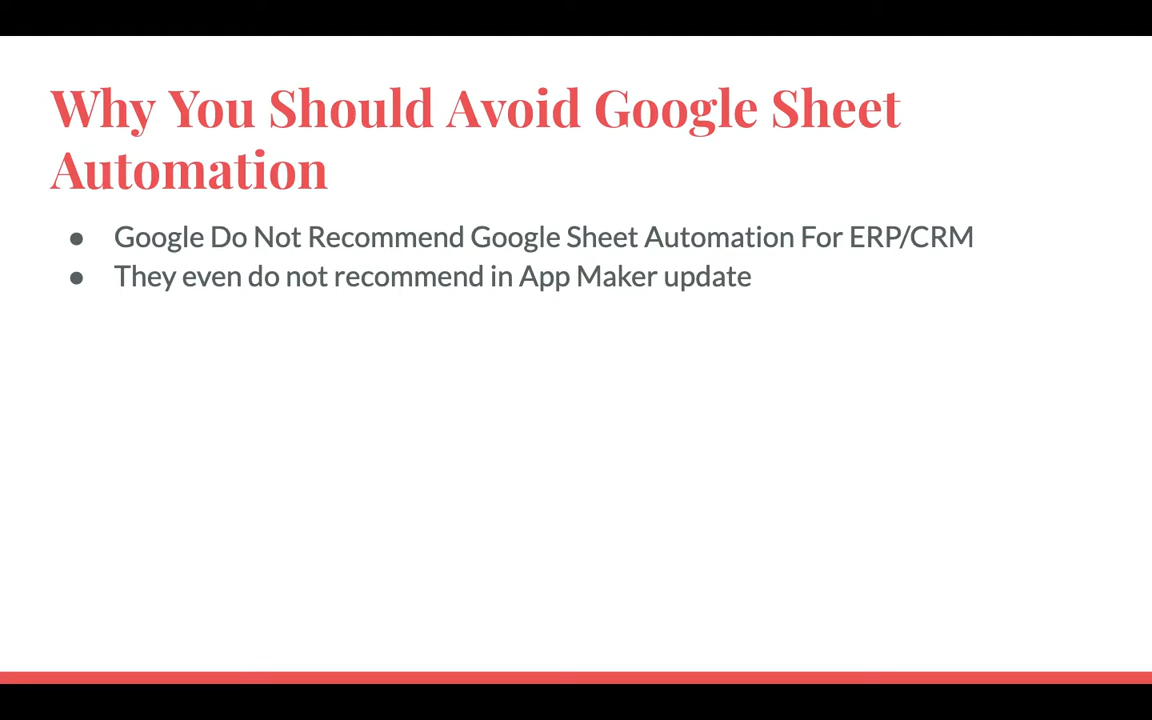 Why You Should Avoid Google Sheet
Automation
● Google Do Not Recommend Google Sheet Automation For ERP/CRM
● They even do not recommend in App Maker update